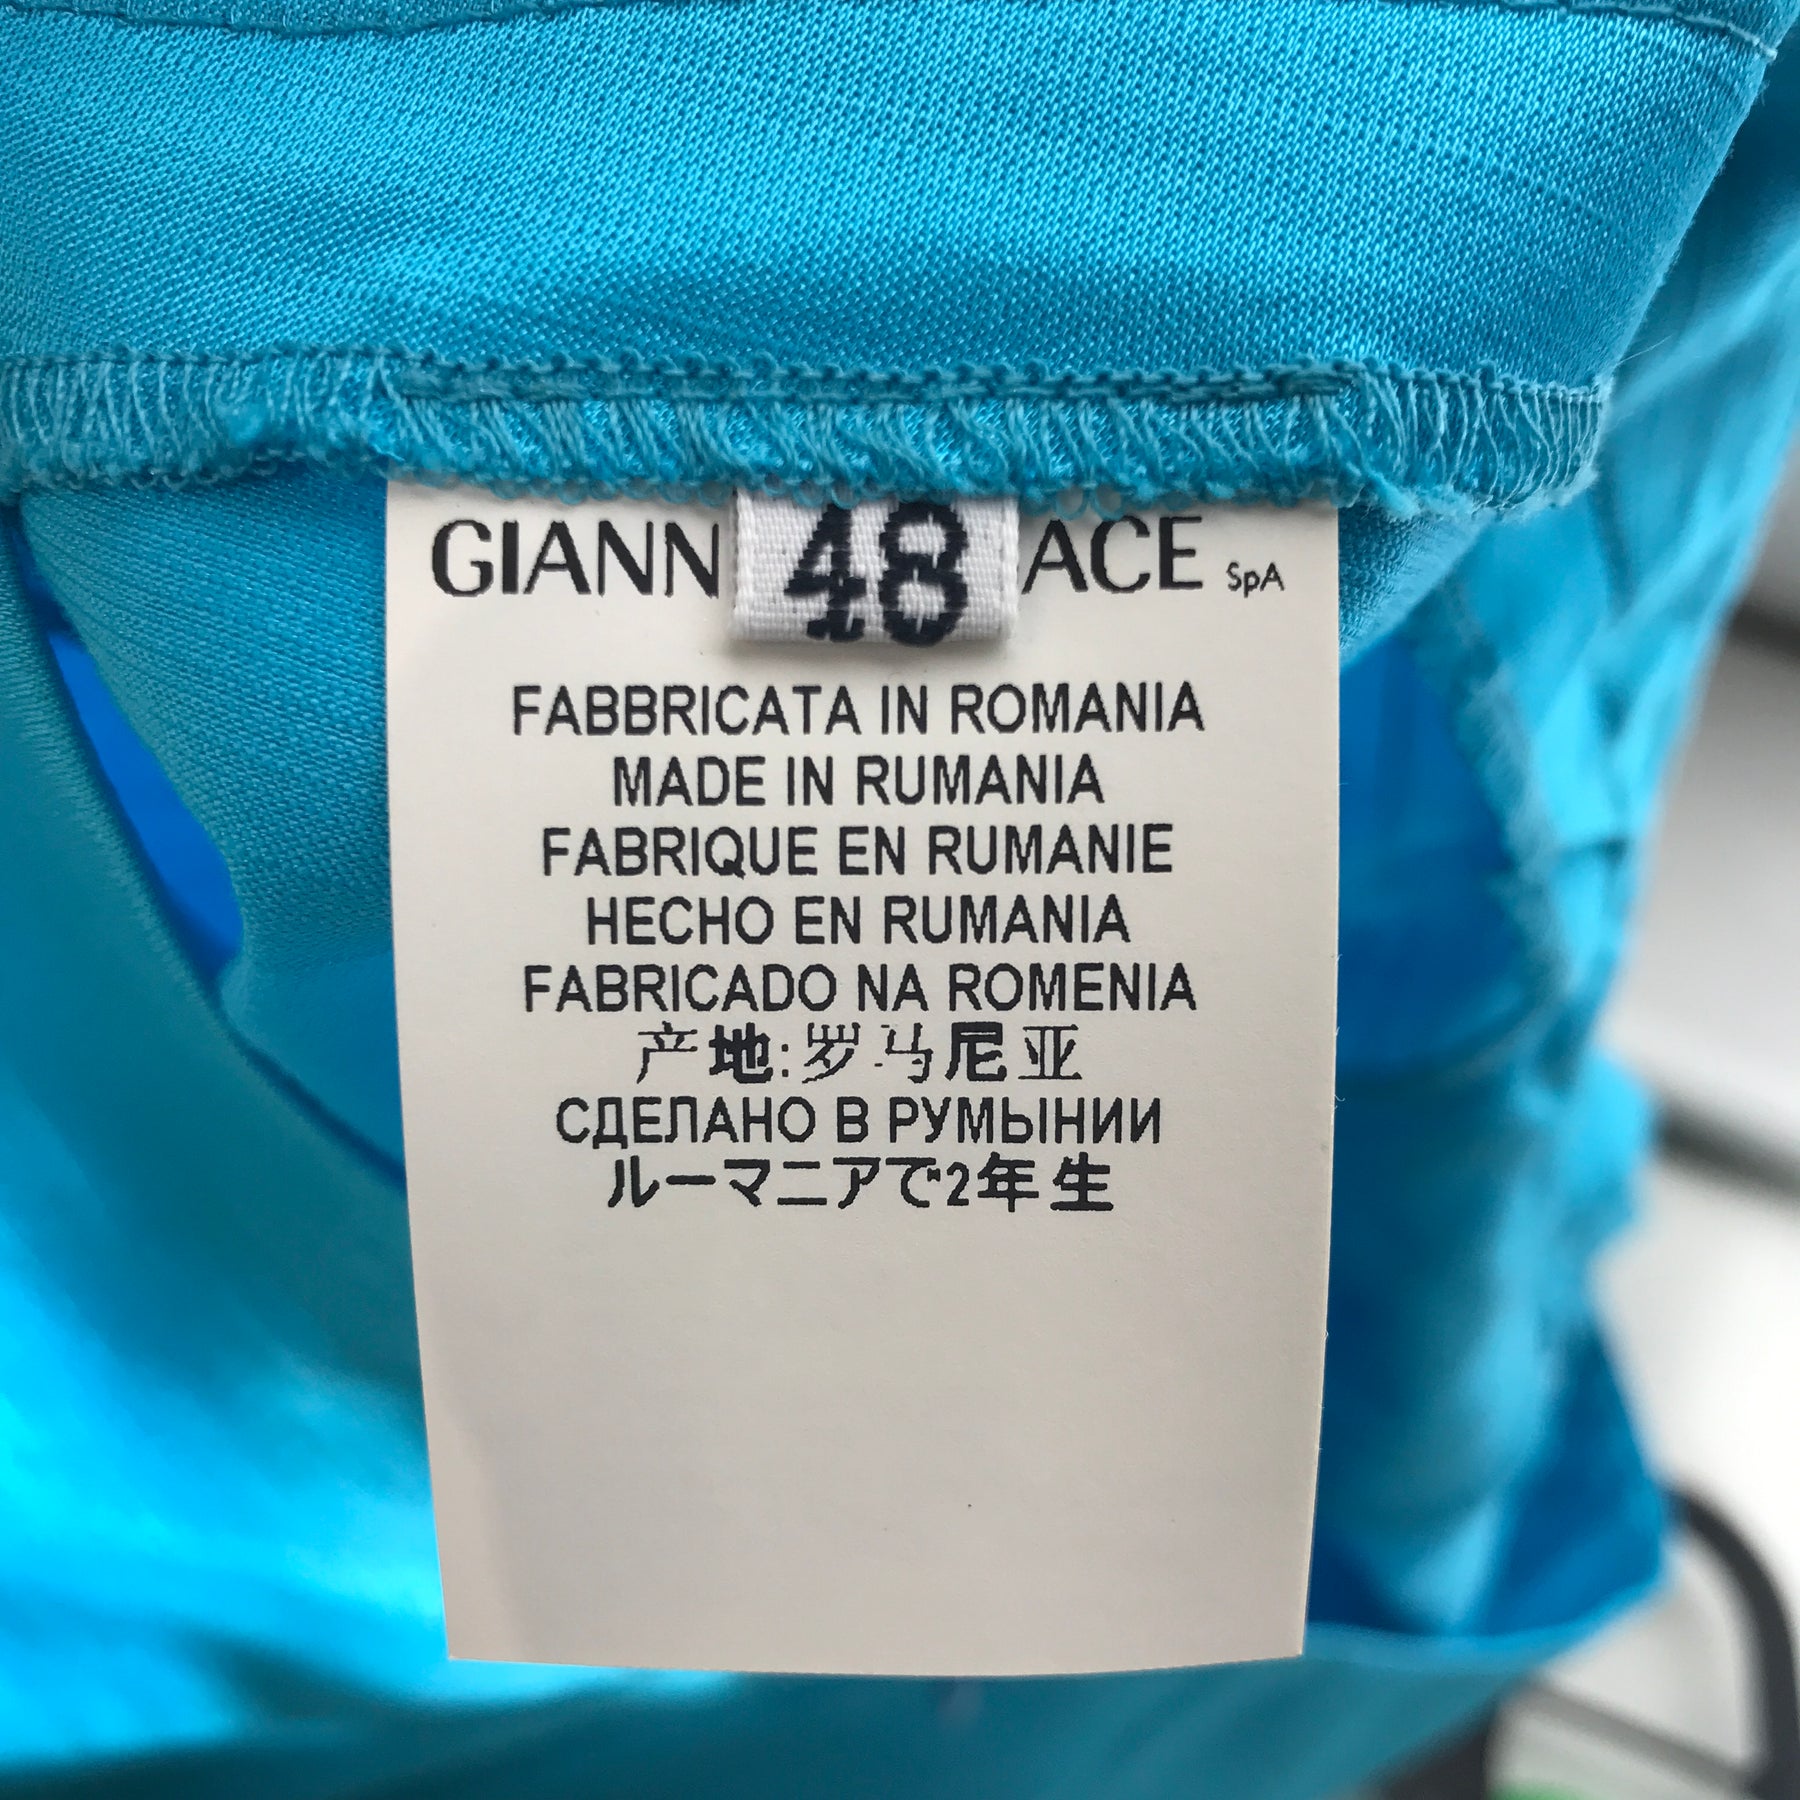 GIANN 48 ACE SpA
FABBRICATA IN ROMANIA
MADE IN RUMANIA
FABRIQUE EN RUMANIE
HECHO EN RUMANIA
FABRICADO NA ROMENIA
产地:罗马尼亚
СДЕЛАНО В РУМЫНИИ
ルーマニアで2年生